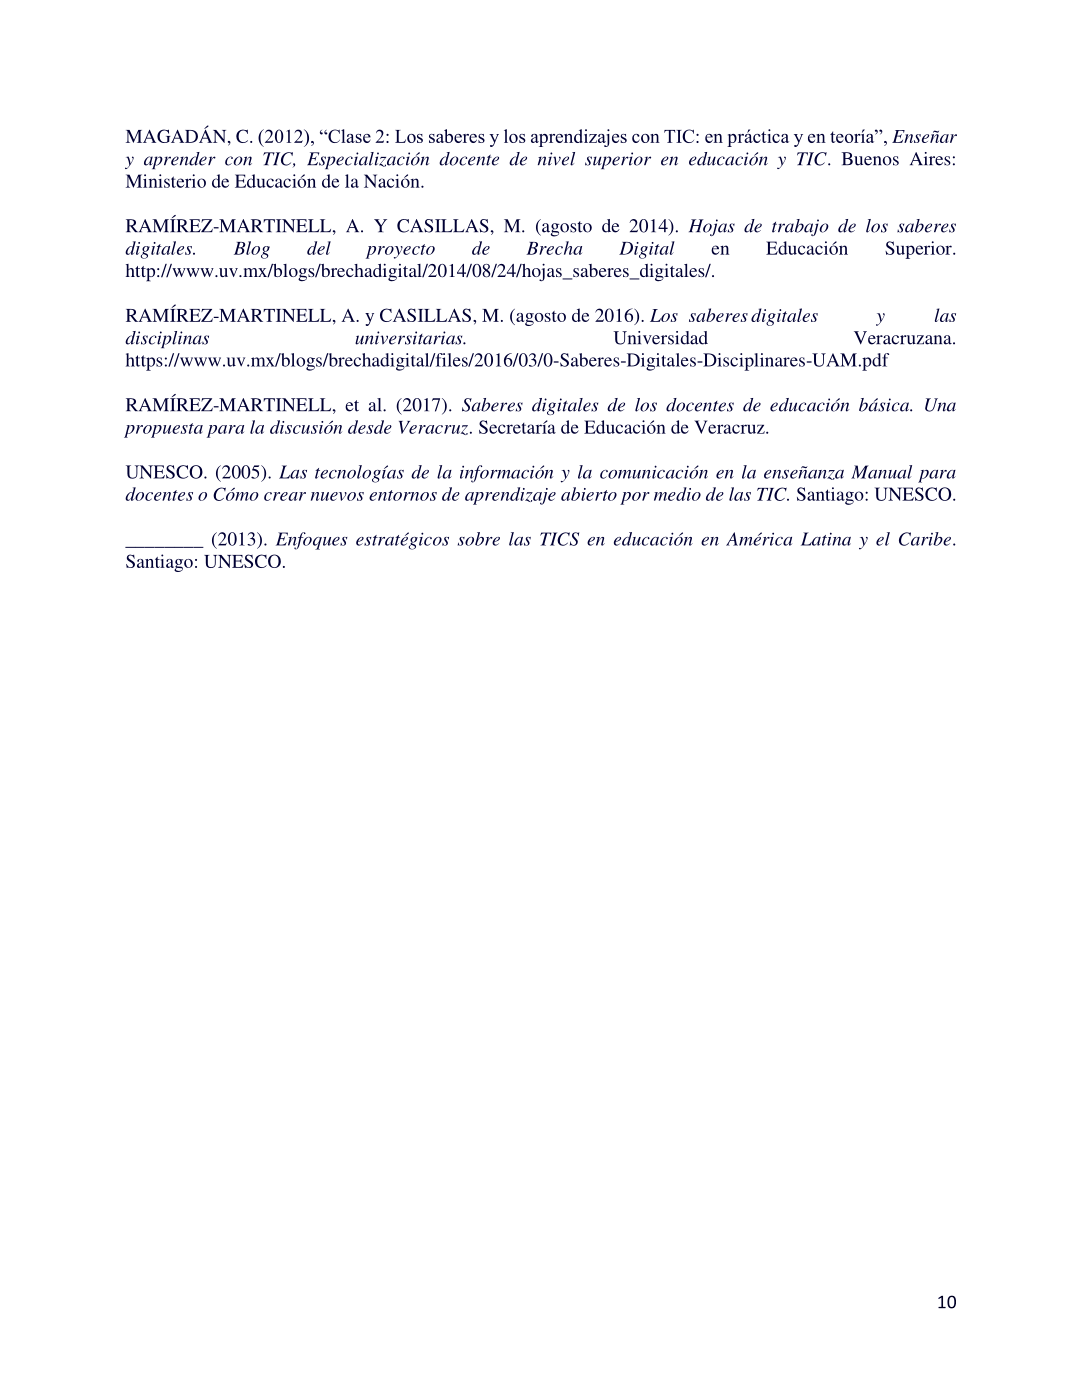 MAGADÁN, C. (2012), “Clase 2: Los saberes y los aprendizajes con TIC: en práctica y en teoría”, Enseñar
y aprender con TIC, Especialización docente de nivel superior en educación y TIC. Buenos Aires:
Ministerio de Educación de la Nación.
RAMÍREZ-MARTINELL, A. Y CASILLAS, M. (agosto de 2014). Hojas de trabajo de los saberes
digitales. Blog del proyecto de Brecha Digital en Educación Superior.
http://www.uv.mx/blogs/brechadigital/2014/08/24/hojas_saberes_digitales/.
RAMÍREZ-MARTINELL, A. y CASILLAS, M. (agosto de 2016). Los saberes digitales y las
disciplinas universitarias. Universidad Veracruzana.
https://www.uv.mx/blogs/brechadigital/files/2016/03/0-Saberes-Digitales-Disciplinares-UAM.pdf
RAMÍREZ-MARTINELL, et al. (2017). Saberes digitales de los docentes de educación básica. Una
propuesta para la discusión desde Veracruz. Secretaría de Educación de Veracruz.
UNESCO. (2005). Las tecnologías de la información y la comunicación en la enseñanza Manual para
docentes o Cómo crear nuevos entornos de aprendizaje abierto por medio de las TIC. Santiago: UNESCO.
________ (2013). Enfoques estratégicos sobre las TICS en educación en América Latina y el Caribe.
Santiago: UNESCO.
10